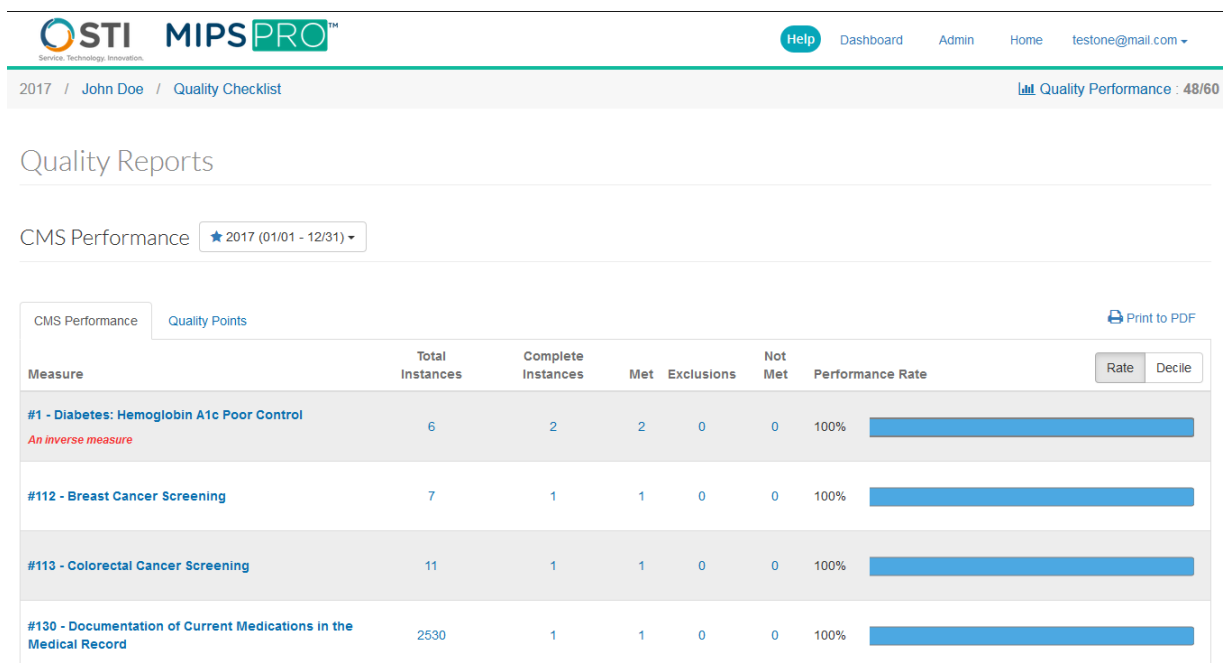 STI MIPS PRO™
Service. Technology. Innovation.
Help Dashboard Admin Home testone@mail.com
2017 / John Doe / Quality Checklist Quality Performance : 48/60
Quality Reports
CMS Performance 2017 (01/01 - 12/31)
CMS Performance Quality Points Print to PDF
Measure Total Instances Complete Instances Met Exclusions Not Met Performance Rate Rate Decile
#1 - Diabetes: Hemoglobin A1c Poor Control
An inverse measure
6 2 2 0 0 100%
#112 - Breast Cancer Screening 7 1 1 0 0 100%
#113 - Colorectal Cancer Screening 11 1 1 0 0 100%
#130 - Documentation of Current Medications in the
Medical Record
2530 1 1 0 0 100%